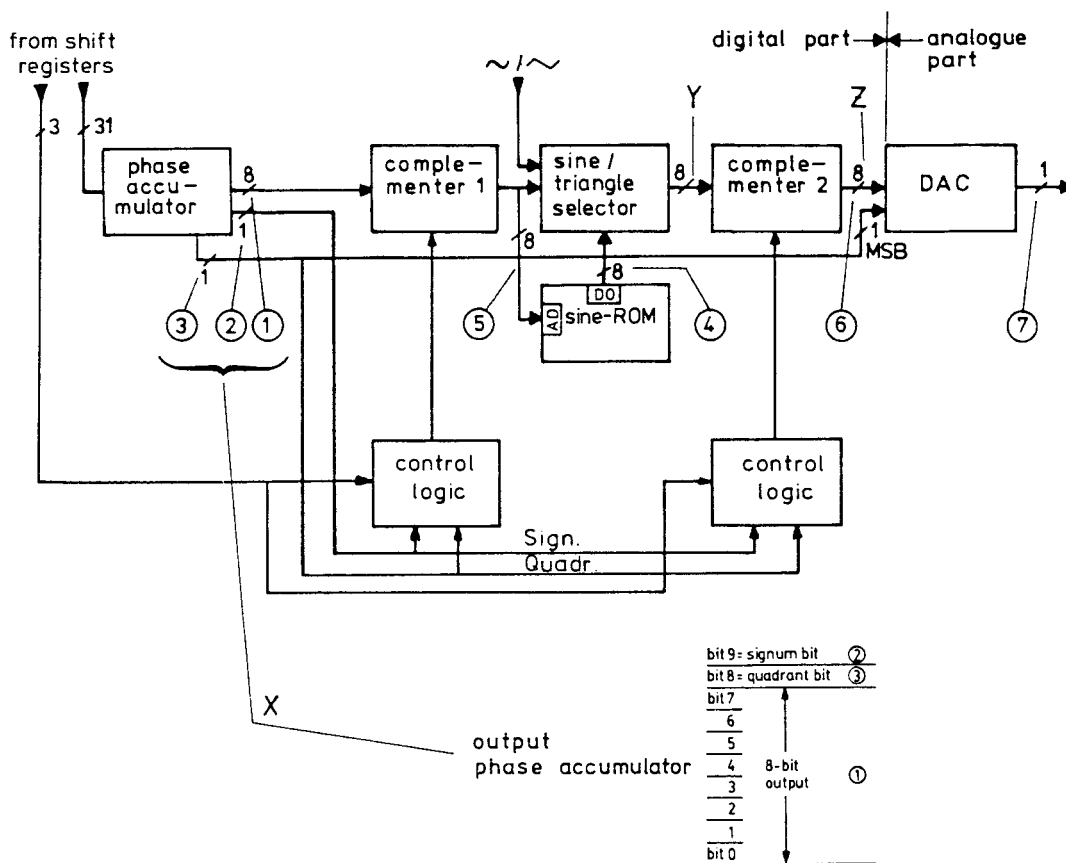 from shift
registers
3
31
phase
accu-
mulator
8
1
1
3
2
1
comple-
menter 1
8
5
~/~
sine/
triangle
selector
8
DO
AD
sine-ROM
4
8
Y
comple-
menter 2
8
Z
6
1
MSB
digital part
analogue
part
DAC
1
7
control
logic
control
logic
Sign.
Quadr.
X
output
phase accumulator
bit 9= signum bit 2
bit 8= quadrant bit 3
bit 7
6
5
4
3
2
1
bit 0
8-bit
output
1